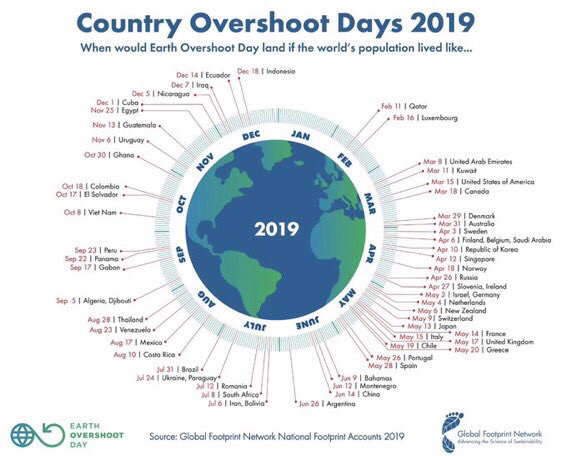 Country Overshoot Days 2019
When would Earth Overshoot Day land if the world's population lived like...
Dec 18 | Indonesia
Dec 14 | Ecuador
Dec 7 | Iraq
Dec 5 | Nicaragua
Dec 1 | Cuba
Nov 25 | Egypt
Nov 13 | Guatemala
Nov 6 | Uruguay
Oct 30 | Ghana
Oct 18 | Colombia
Oct 17 | El Salvador
Oct 8 | Viet Nam
Sep 23 | Peru
Sep 22 | Panama
Sep 17 | Gabon
Sep 5 | Algeria, Djibouti
Aug 28 | Thailand
Aug 23 | Venezuela
Aug 17 | Mexico
Aug 10 | Costa Rica
Jul 31 | Brazil
Jul 24 | Ukraine, Paraguay
Jul 12 | Romania
Jul 8 | South Africa
Jul 6 | Iran, Bolivia
Feb 11 | Qatar
Feb 16 | Luxembourg
Mar 8 | United Arab Emirates
Mar 11 | Kuwait
Mar 15 | United States of America
Mar 18 | Canada
Mar 29 | Denmark
Mar 31 | Australia
Apr 3 | Sweden
Apr 6 | Finland, Belgium, Saudi Arabia
Apr 10 | Republic of Korea
Apr 12 | Singapore
Apr 18 | Norway
Apr 26 | Russia
Apr 27 | Slovenia, Ireland
May 3 | Israel, Germany
May 4 | Netherlands
May 6 | New Zealand
May 9 | Switzerland
May 13 | Japan
May 14 | France
May 15 | Italy
May 17 | United Kingdom
May 19 | Chile
May 20 | Greece
May 26 | Portugal
May 28 | Spain
Jun 9 | Bahamas
Jun 12 | Montenegro
Jun 14 | China
Jun 26 | Argentina
JAN
FEB
MAR
APR
MAY
JUNE
JULY
AUG
SEP
OCT
NOV
DEC
2019
EARTH
OVERSHOOT
DAY
Source: Global Footprint Network National Footprint Accounts 2019
Global Footprint Network
Advancing the Science of Sustainability